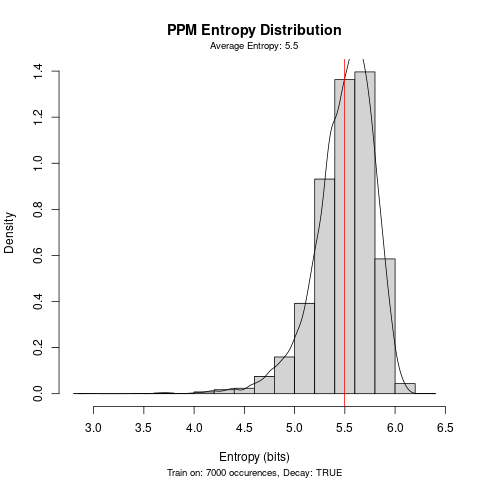 PPM Entropy Distribution
Average Entropy: 5.5
Density
1.4
1.2
1.0
0.8
0.6
0.4
0.2
0.0
3.0 3.5 4.0 4.5 5.0 5.5 6.0 6.5
Entropy (bits)
Train on: 7000 occurences, Decay: TRUE